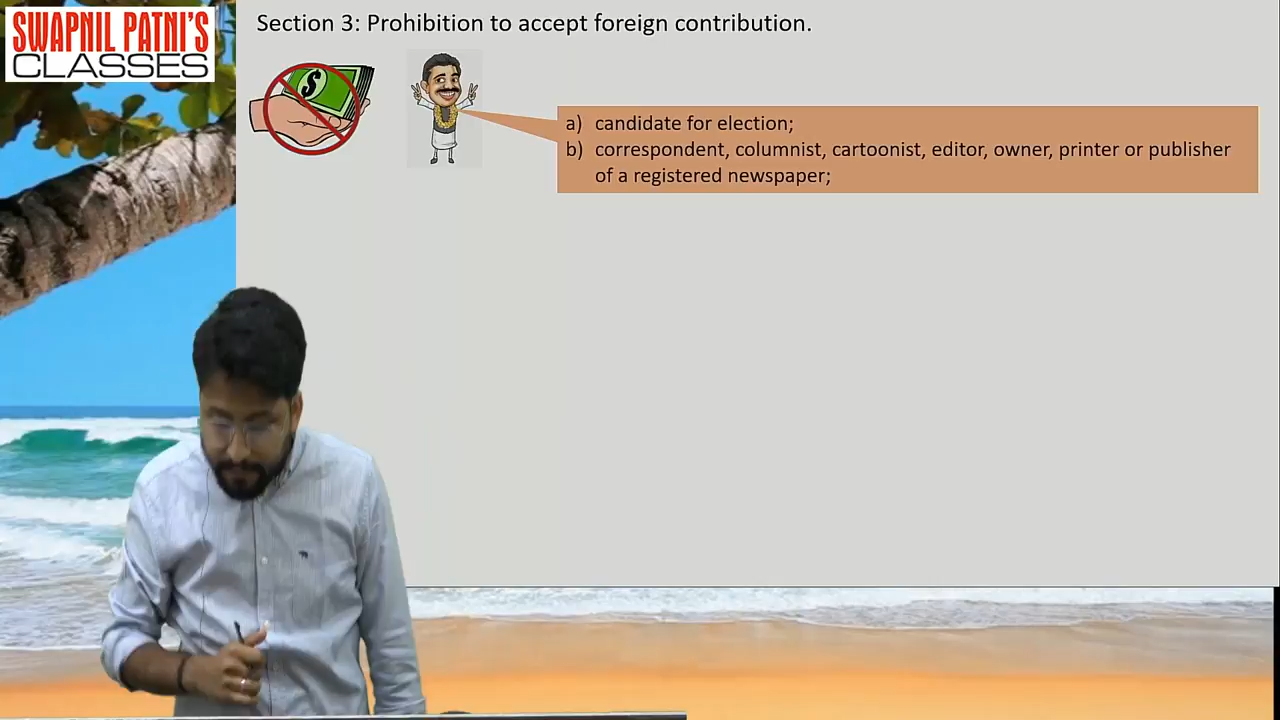 SWAPNIL PATNI'S
CLASSES
Section 3: Prohibition to accept foreign contribution.
$
a) candidate for election;
b) correspondent, columnist, cartoonist, editor, owner, printer or publisher
of a registered newspaper;